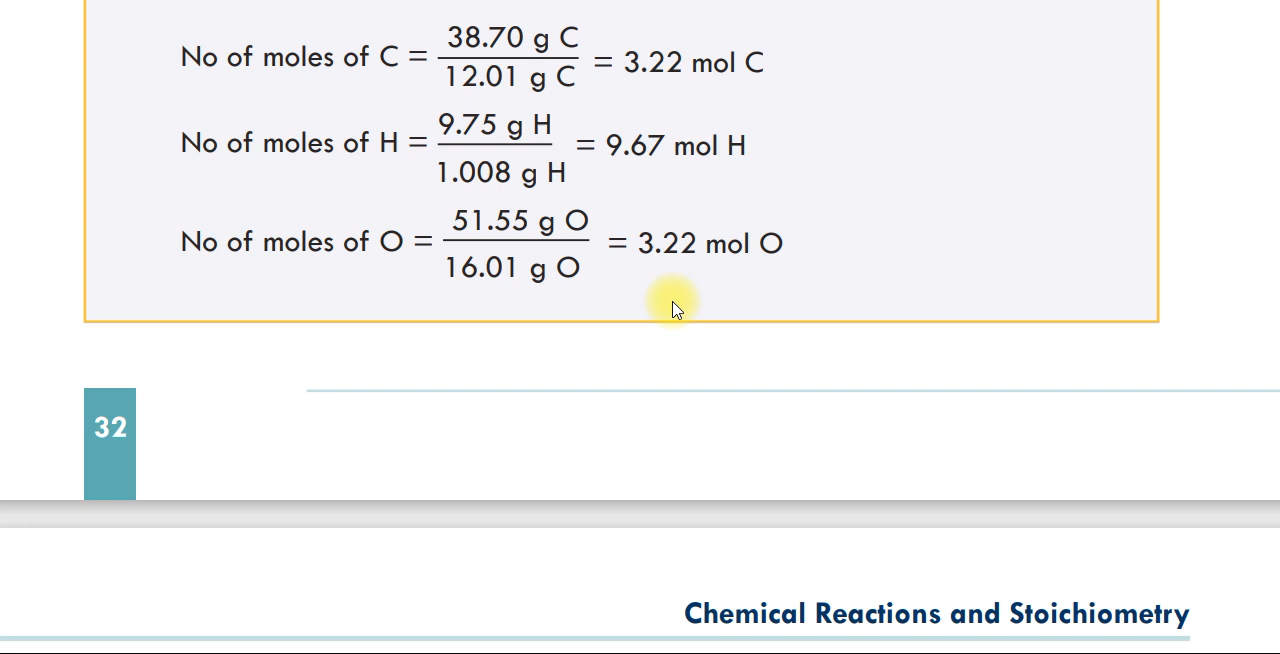 No of moles of C = 38.70 g C / 12.01 g C = 3.22 mol C
No of moles of H = 9.75 g H / 1.008 g H = 9.67 mol H
No of moles of O = 51.55 g O / 16.01 g O = 3.22 mol O
32
Chemical Reactions and Stoichiometry